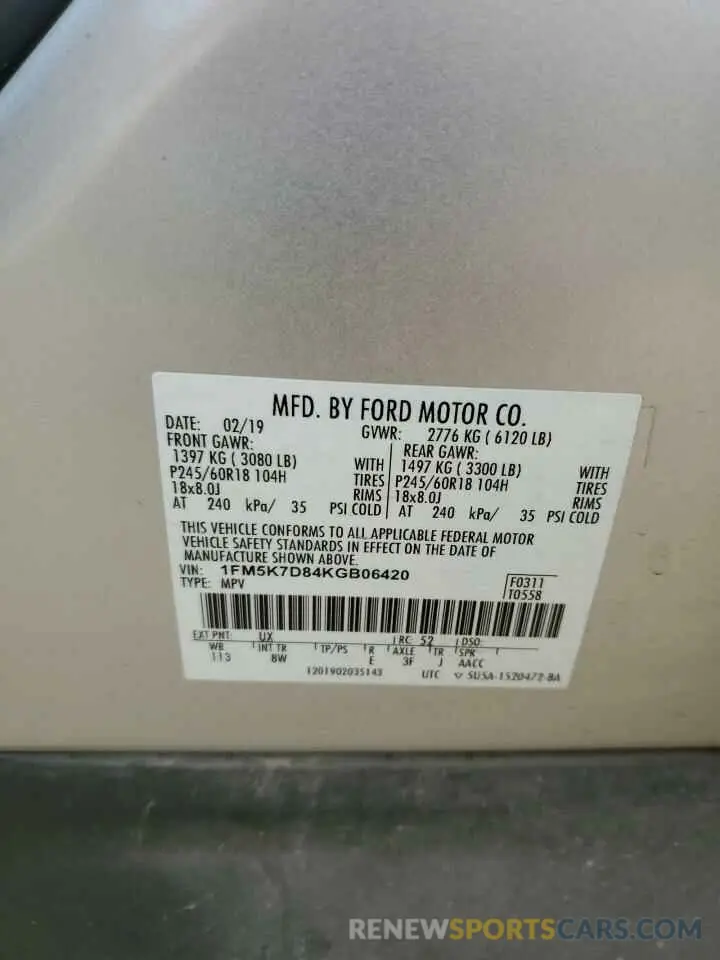 MFD. BY FORD MOTOR CO.
DATE: 02/19 GVWR: 2776 KG ( 6120 LB)
FRONT GAWR: REAR GAWR:
1397 KG ( 3080 LB) WITH 1497 KG ( 3300 LB) WITH
P245/60R18 104H TIRES P245/60R18 104H TIRES
18x8.0J RIMS 18x8.0J RIMS
AT 240 kPa/ 35 PSI COLD AT 240 kPa/ 35 PSI COLD
THIS VEHICLE CONFORMS TO ALL APPLICABLE FEDERAL MOTOR
VEHICLE SAFETY STANDARDS IN EFFECT ON THE DATE OF
MANUFACTURE SHOWN ABOVE.
VIN: 1FM5K7D84KGB06420 F0311
TYPE: MPV T0558
EXT PNT: UX RC: 52 DSO:
WB INT TR TP/PS R AXLE TR SPR
113 8W E 3F J AACC
1201902035143 UTC ▽ SU5A-1520472-BA
RENEWSPORTSCARS.COM